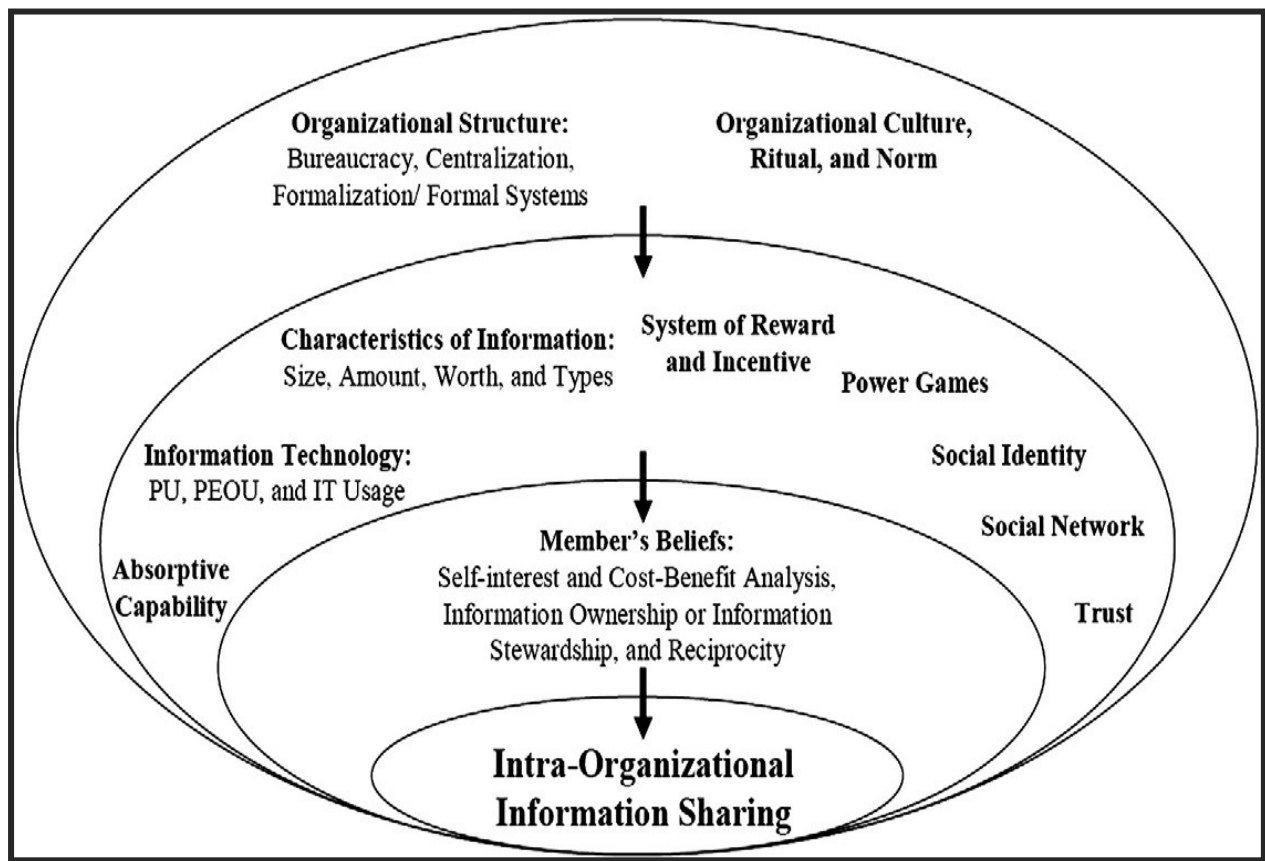 Organizational Structure:
Bureaucracy, Centralization,
Formalization/ Formal Systems
Organizational Culture,
Ritual, and Norm
Characteristics of Information:
Size, Amount, Worth, and Types
System of Reward
and Incentive
Power Games
Information Technology:
PU, PEOU, and IT Usage
Social Identity
Social Network
Absorptive
Capability
Trust
Member’s Beliefs:
Self-interest and Cost-Benefit Analysis,
Information Ownership or Information
Stewardship, and Reciprocity
Intra-Organizational
Information Sharing